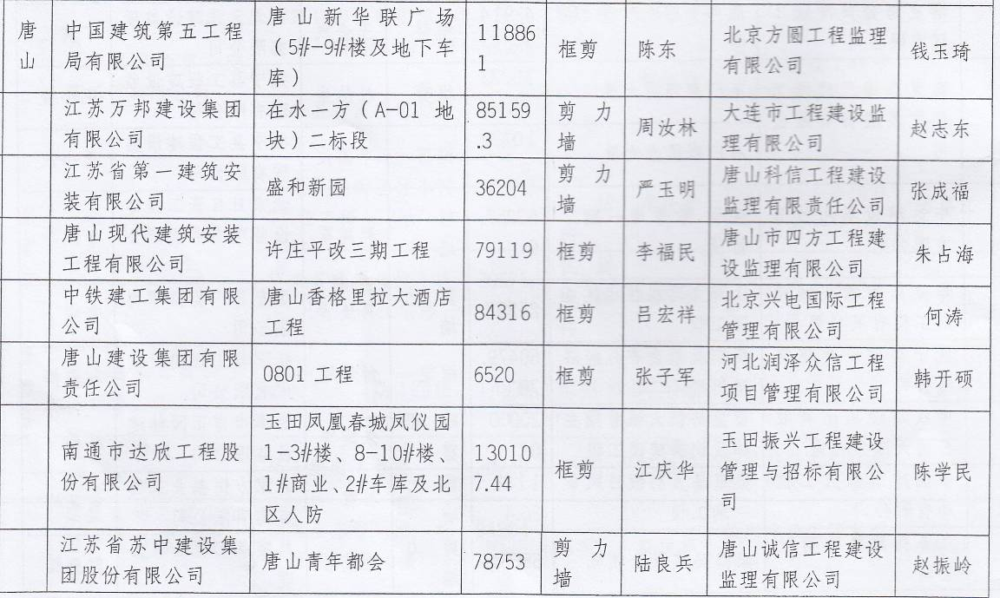 唐山
中国建筑第五工程
局有限公司
唐山新华联广场
(5#-9#楼及地下车
库)
11886
1
框剪
陈东
北京方圆工程监理
有限公司
钱玉琦
江苏万邦建设集团
有限公司
在水一方(A-01 地
块)二标段
85159
.3
剪力
墙
周汝林
大连市工程建设监
理有限公司
赵志东
江苏省第一建筑安
装有限公司
盛和新园
36204
剪力
墙
严玉明
唐山科信工程建设
监理有限责任公司
张成福
唐山现代建筑安装
工程有限公司
许庄平改三期工程
79119
框剪
李福民
唐山市四方工程建
设监理有限公司
朱占海
中铁建工集团有限
公司
唐山香格里拉大酒店
工程
84316
框剪
吕宏祥
北京兴电国际工程
管理有限公司
何涛
唐山建设集团有限
责任公司
0801 工程
6520
框剪
张子军
河北润泽众信工程
项目管理有限公司
韩开硕
南通市达欣工程股
份有限公司
玉田凤凰春城凤仪园
1-3#楼、8-10#楼、
1#商业、2#车库及北
区人防
13010
7.44
框剪
江庆华
玉田振兴工程建设
管理与招标有限公
司
陈学民
江苏省苏中建设集
团股份有限公司
唐山青年都会
78753
剪力
墙
陆良兵
唐山诚信工程建设
监理有限公司
赵振岭